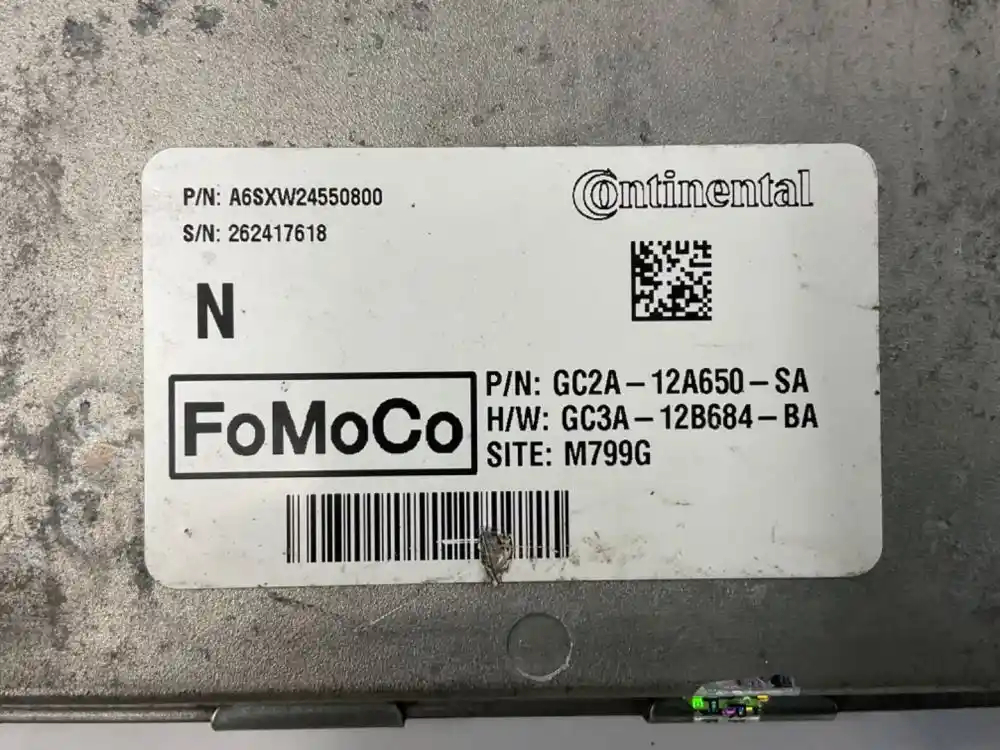 P/N: A6SXW24550800
Continental
S/N: 262417618
N
FoMoCo
P/N: GC2A-12A650-SA
H/W: GC3A-12B684-BA
SITE: M799G